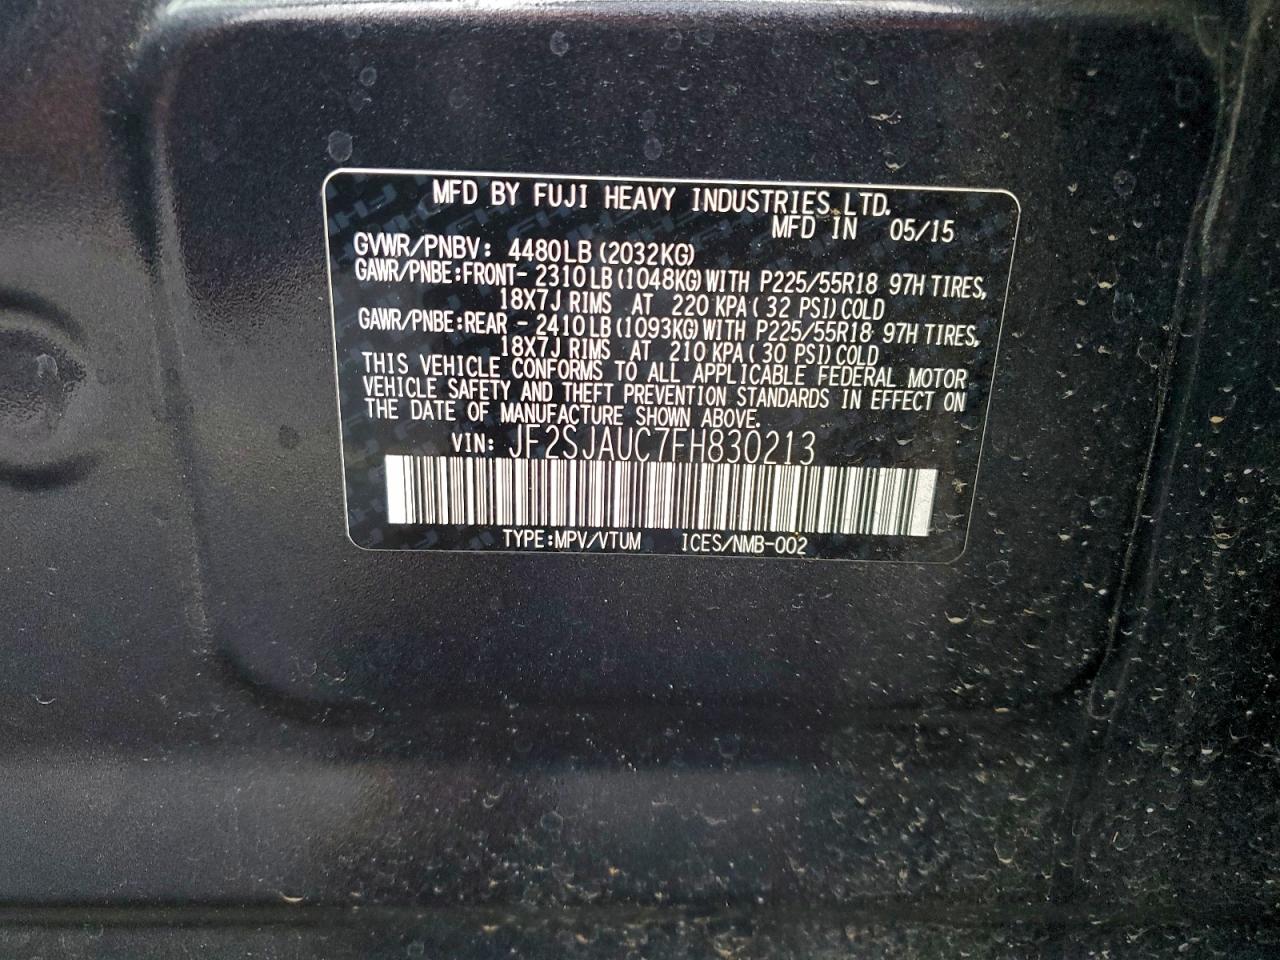 MFD BY FUJI HEAVY INDUSTRIES LTD.
MFD IN 05/15
GVWR/PNBV: 4480LB (2032KG)
GAWR/PNBE:FRONT- 2310LB (1048KG) WITH P225/55R18 97H TIRES,
18X7J RIMS AT 220 KPA (32 PSI) COLD
GAWR/PNBE:REAR - 2410LB (1093KG) WITH P225/55R18 97H TIRES,
18X7J RIMS AT 210 KPA (30 PSI) COLD
THIS VEHICLE CONFORMS TO ALL APPLICABLE FEDERAL MOTOR
VEHICLE SAFETY AND THEFT PREVENTION STANDARDS IN EFFECT ON
THE DATE OF MANUFACTURE SHOWN ABOVE.
VIN: JF2SJAUC7FH830213
TYPE:MPV/VTUM ICES/NMB-002